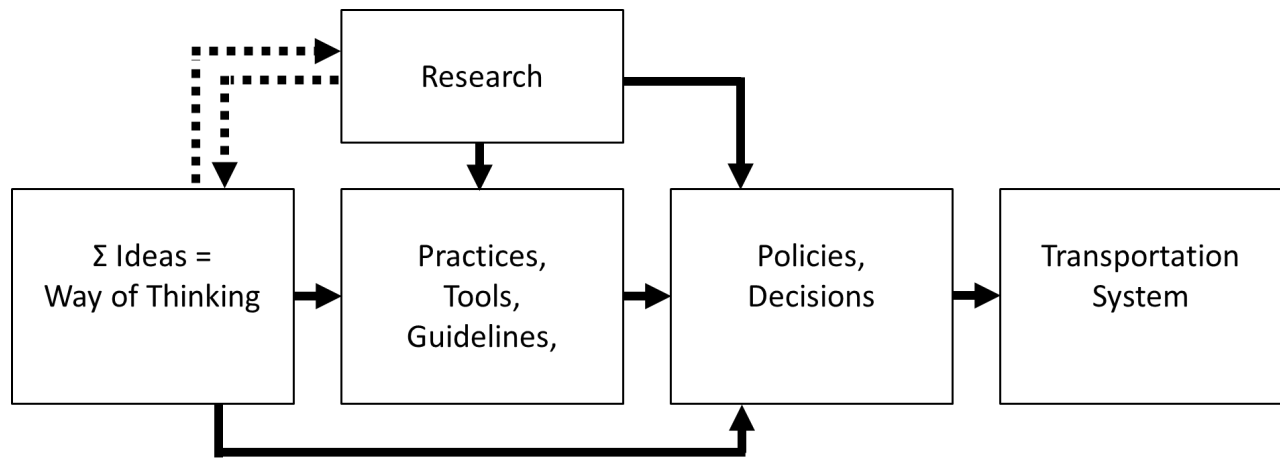 Research
Σ Ideas =
Way of Thinking
Practices,
Tools,
Guidelines,
Policies,
Decisions
Transportation
System